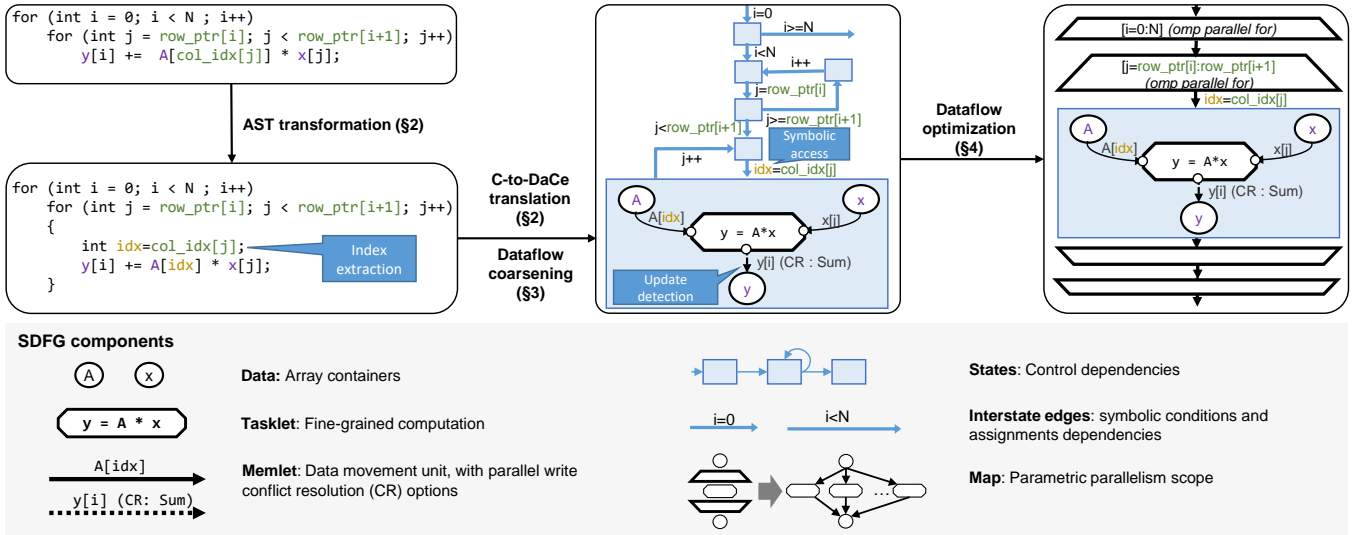 for (int i = 0; i < N ; i++)
for (int j = row_ptr[i]; j < row_ptr[i+1]; j++)
y[i] += A[col_idx[j]] * x[j];
AST transformation (§2)
for (int i = 0; i < N ; i++)
for (int j = row_ptr[i]; j < row_ptr[i+1]; j++)
{
int idx=col_idx[j];
y[i] += A[idx] * x[j];
}
Index
extraction
C-to-DaCe
translation
(§2)
Dataflow
coarsening
(§3)
i=0
i>=N
i<N
i++
j=row_ptr[i]
j>=row_ptr[i+1]
j<row_ptr[i+1]
Symbolic
access
j++
idx=col_idx[j]
A
x
A[idx]
x[j]
y = A*x
y[i] (CR : Sum)
Update
detection
y
Dataflow
optimization
(§4)
[i=0:N] (omp parallel for)
[j=row_ptr[i]:row_ptr[i+1]
(omp parallel for)
idx=col_idx[j]
A
x
A[idx]
x[j]
y = A*x
y[i] (CR : Sum)
y
SDFG components
A
x
Data: Array containers
y = A * x
Tasklet: Fine-grained computation
A[idx]
Memlet: Data movement unit, with parallel write
conflict resolution (CR) options
y[i] (CR: Sum)
States: Control dependencies
i=0
i<N
Interstate edges: symbolic conditions and
assignments dependencies
...
Map: Parametric parallelism scope